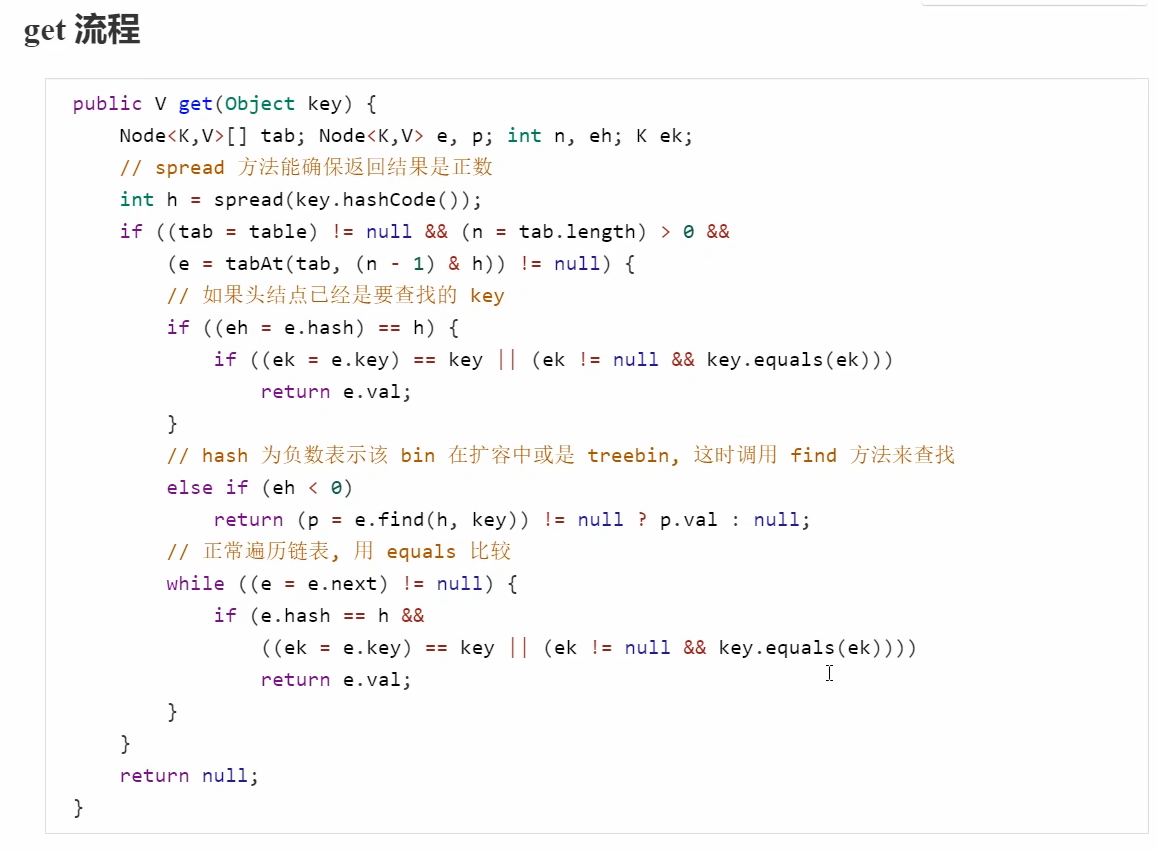 get 流程
public V get(Object key) {
Node<K,V>[] tab; Node<K,V> e, p; int n, eh; K ek;
// spread 方法能确保返回结果是正数
int h = spread(key.hashCode());
if ((tab = table) != null && (n = tab.length) > 0 &&
(e = tabAt(tab, (n - 1) & h)) != null) {
// 如果头结点已经是要查找的 key
if ((eh = e.hash) == h) {
if ((ek = e.key) == key || (ek != null && key.equals(ek)))
return e.val;
}
// hash 为负数表示该 bin 在扩容中或是 treebin, 这时调用 find 方法来查找
else if (eh < 0)
return (p = e.find(h, key)) != null ? p.val : null;
// 正常遍历链表, 用 equals 比较
while ((e = e.next) != null) {
if (e.hash == h &&
((ek = e.key) == key || (ek != null && key.equals(ek))))
return e.val;
}
}
return null;
}